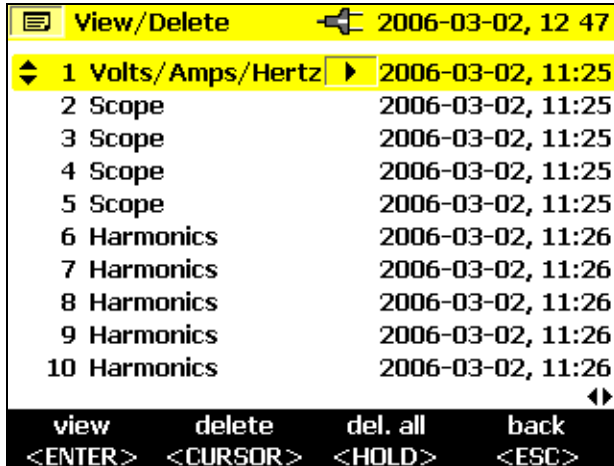 View/Delete 2006-03-02, 12 47
1 Volts/Amps/Hertz 2006-03-02, 11:25
2 Scope 2006-03-02, 11:25
3 Scope 2006-03-02, 11:25
4 Scope 2006-03-02, 11:25
5 Scope 2006-03-02, 11:25
6 Harmonics 2006-03-02, 11:26
7 Harmonics 2006-03-02, 11:26
8 Harmonics 2006-03-02, 11:26
9 Harmonics 2006-03-02, 11:26
10 Harmonics 2006-03-02, 11:26
view delete del. all back
<ENTER> <CURSOR> <HOLD> <ESC>